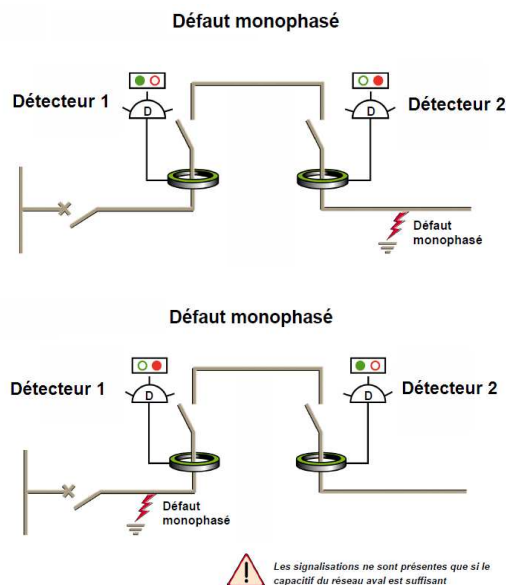 Défaut monophasé
Détecteur 1
D
D
Détecteur 2
Défaut
monophasé
Défaut monophasé
Détecteur 1
D
D
Détecteur 2
Défaut
monophasé
!
Les signalisations ne sont présentes que si le
capacitif du réseau aval est suffisant